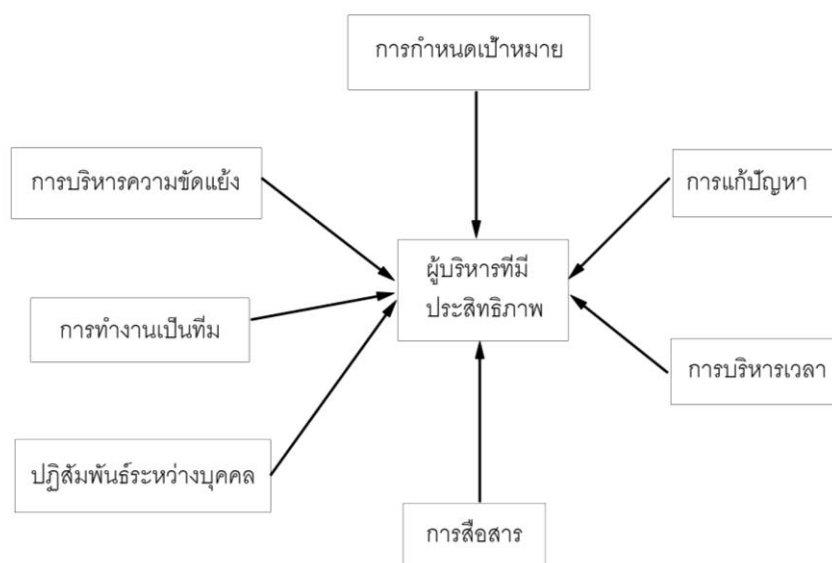 การกำหนดเป้าหมาย
การบริหารความขัดแย้ง
การแก้ปัญหา
ผู้บริหารที่มี
ประสิทธิภาพ
การทำงานเป็นทีม
การบริหารเวลา
ปฏิสัมพันธ์ระหว่างบุคคล
การสื่อสาร